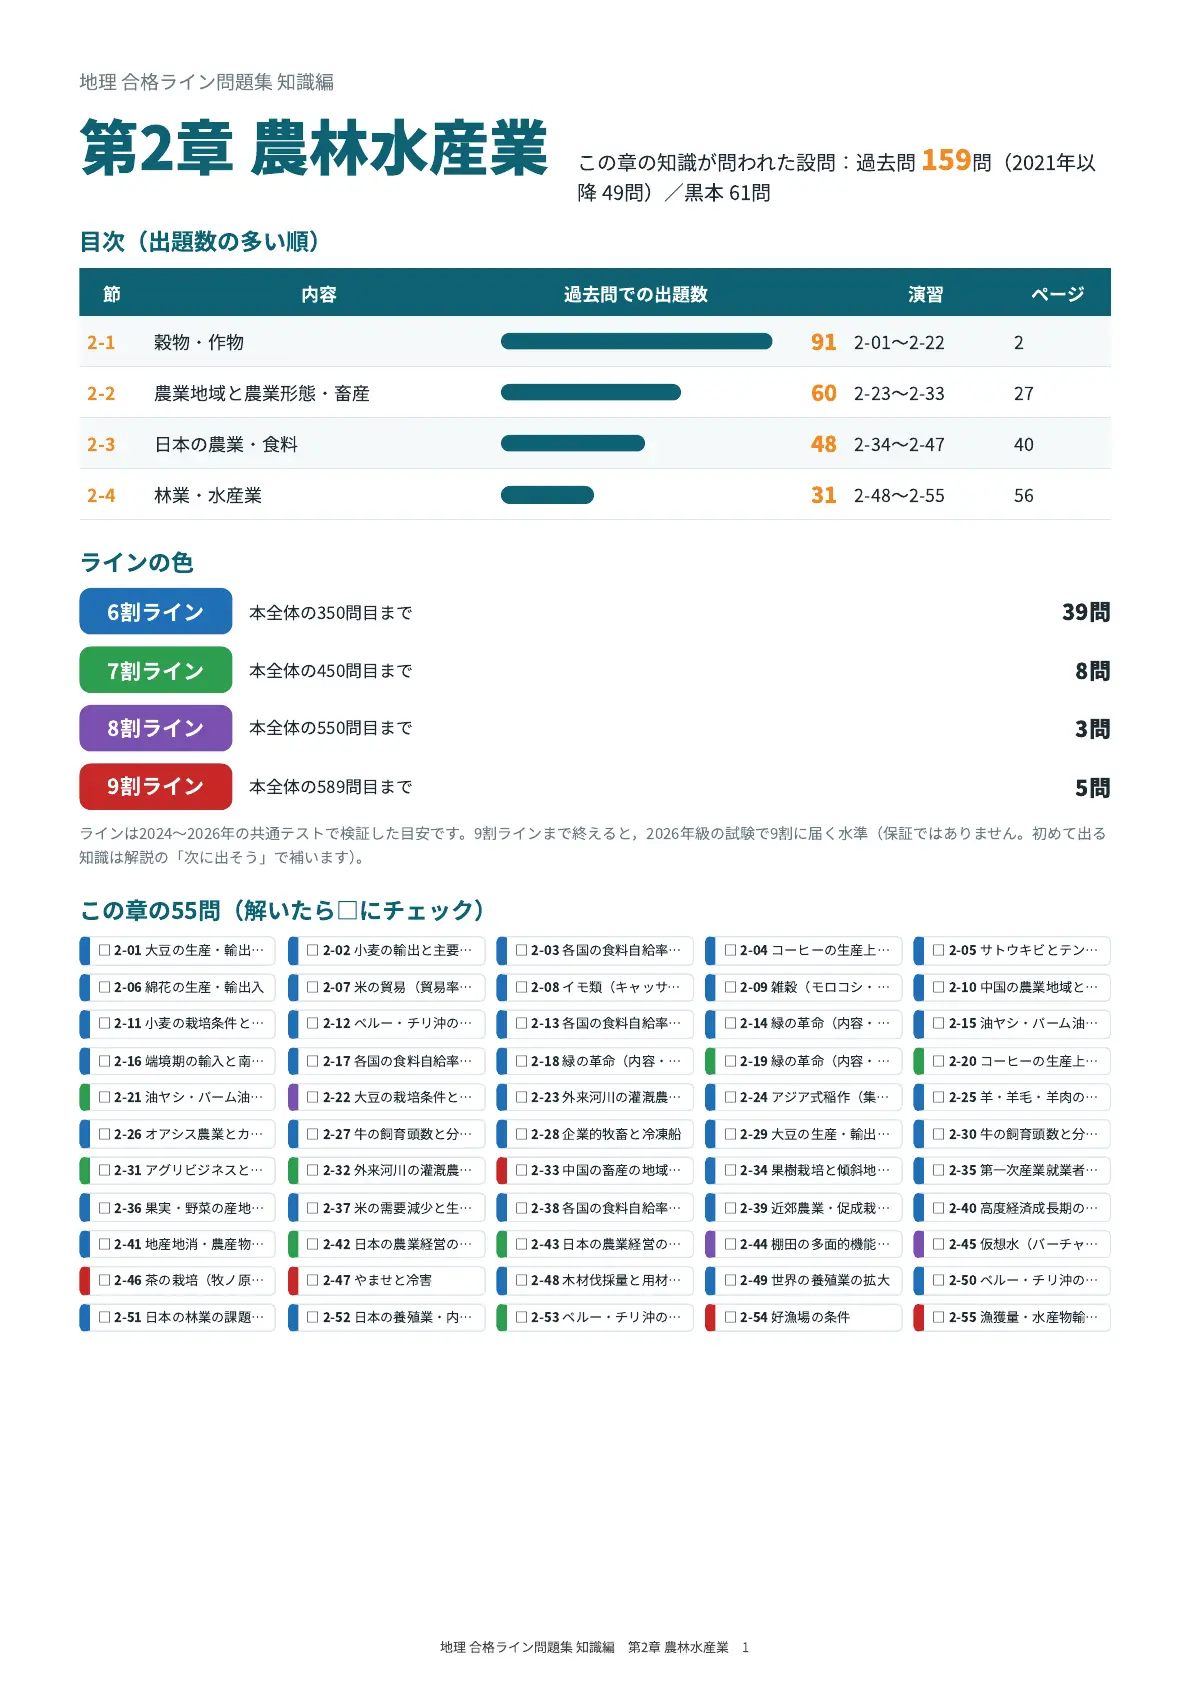 地理 合格ライン問題集 知識編
第2章 農林水産業
この章の知識が問われた設問：過去問 159問（2021年以
降 49問）／黒本 61問
目次（出題数の多い順）
節 内容 過去問での出題数 演習 ページ
2-1 穀物・作物 91 2-01〜2-22 2
2-2 農業地域と農業形態・畜産 60 2-23〜2-33 27
2-3 日本の農業・食料 48 2-34〜2-47 40
2-4 林業・水産業 31 2-48〜2-55 56
ラインの色
6割ライン 本全体の350問目まで 39問
7割ライン 本全体の450問目まで 8問
8割ライン 本全体の550問目まで 3問
9割ライン 本全体の589問目まで 5問
ラインは2024〜2026年の共通テストで検証した目安です。9割ラインまで終えると，2026年級の試験で9割に届く水準（保証ではありません。初めて出る
知識は解説の「次に出そう」で補います）。
この章の55問（解いたら□にチェック）
□ 2-01 大豆の生産・輸出… □ 2-02 小麦の輸出と主要… □ 2-03 各国の食料自給率… □ 2-04 コーヒーの生産上… □ 2-05 サトウキビとテン…
□ 2-06 綿花の生産・輸出入 □ 2-07 米の貿易（貿易率… □ 2-08 イモ類（キャッサ… □ 2-09 雑穀（モロコシ・… □ 2-10 中国の農業地域と…
□ 2-11 小麦の栽培条件と… □ 2-12 ペルー・チリ沖の… □ 2-13 各国の食料自給率… □ 2-14 緑の革命（内容・… □ 2-15 油ヤシ・パーム油…
□ 2-16 端境期の輸入と南… □ 2-17 各国の食料自給率… □ 2-18 緑の革命（内容・… □ 2-19 緑の革命（内容・… □ 2-20 コーヒーの生産上…
□ 2-21 油ヤシ・パーム油… □ 2-22 大豆の栽培条件と… □ 2-23 外来河川の灌漑農… □ 2-24 アジア式稲作（集… □ 2-25 羊・羊毛・羊肉の…
□ 2-26 オアシス農業とカ… □ 2-27 牛の飼育頭数と分… □ 2-28 企業的牧畜と冷凍船 □ 2-29 大豆の生産・輸出… □ 2-30 牛の飼育頭数と分…
□ 2-31 アグリビジネスと… □ 2-32 外来河川の灌漑農… □ 2-33 中国の畜産の地域… □ 2-34 果樹栽培と傾斜地… □ 2-35 第一次産業就業者…
□ 2-36 果実・野菜の産地… □ 2-37 米の需要減少と生… □ 2-38 各国の食料自給率… □ 2-39 近郊農業・促成栽… □ 2-40 高度経済成長期の…
□ 2-41 地産地消・農産物… □ 2-42 日本の農業経営の… □ 2-43 日本の農業経営の… □ 2-44 棚田の多面的機能… □ 2-45 仮想水（バーチャ…
□ 2-46 茶の栽培（牧ノ原… □ 2-47 やませと冷害 □ 2-48 木材伐採量と用材… □ 2-49 世界の養殖業の拡大 □ 2-50 ペルー・チリ沖の…
□ 2-51 日本の林業の課題… □ 2-52 日本の養殖業・内… □ 2-53 ペルー・チリ沖の… □ 2-54 好漁場の条件 □ 2-55 漁獲量・水産物輸…
地理 合格ライン問題集 知識編 第2章 農林水産業 1